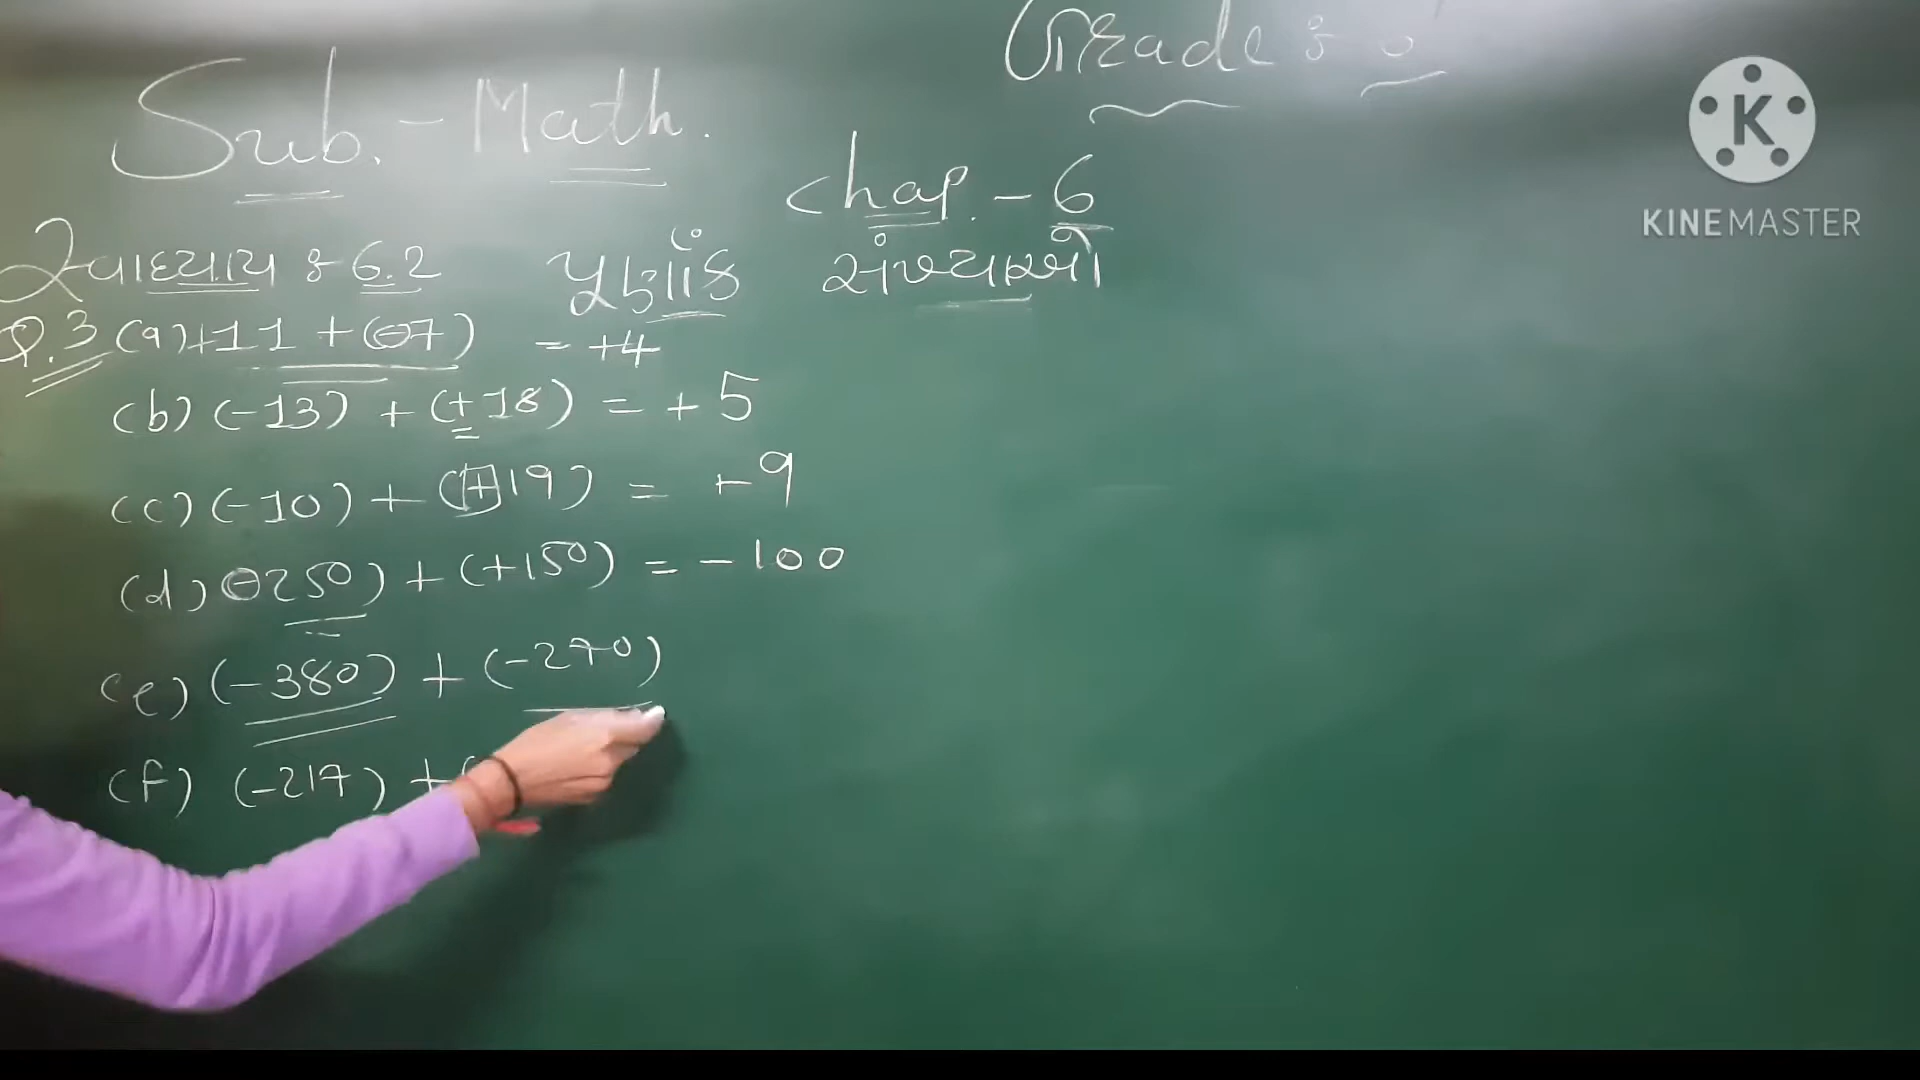 Grade :
Sub. - Math.
Chap. - 6
સ્વાધ્યાય : 6.2 પૂર્ણાંક સંખ્યાઓ
Q.3 (a) +11 + (-7) = +4
(b) (-13) + (+18) = +5
(c) (-10) + (+19) = +9
(d) (-250) + (+150) = -100
(e) (-380) + (-270)
(f) (-217) + (
KINEMASTER